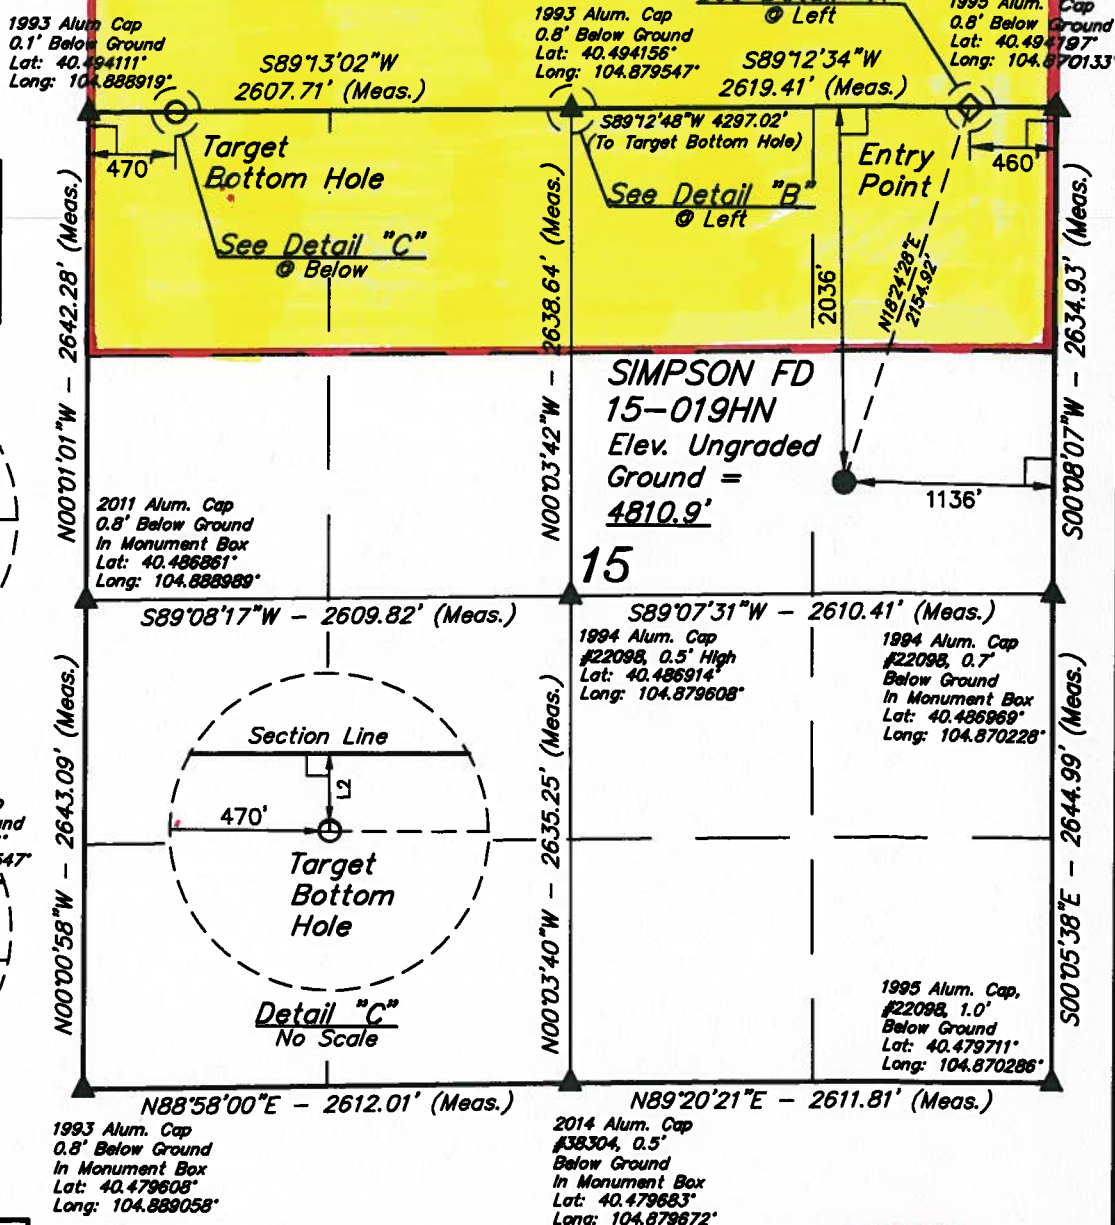 @ Left
1993 Alum Cap
0.1' Below Ground
Lat: 40.494111°
Long: 104.888919°
1993 Alum. Cap
0.8' Below Ground
Lat: 40.494156°
Long: 104.879547°
1995 Alum. Cap
0.8' Below Ground
Lat: 40.494197°
Long: 104.870133°
S89°13'02"W
2607.71' (Meas.)
S89°12'34"W
2619.41' (Meas.)
S89°12'48"W 4297.02'
(To Target Bottom Hole)
470'
Target
Bottom Hole
See Detail "C"
@ Below
See Detail "B"
@ Left
Entry
Point
460'
2036'
N18°24'28"E
2154.92'
N00°01'01"W - 2642.28' (Meas.)
N00°03'42"W - 2638.64' (Meas.)
S00°08'07"W - 2634.93' (Meas.)
SIMPSON FD
15-019HN
Elev. Ungraded
Ground =
4810.9'
1136'
2011 Alum. Cap
0.8' Below Ground
In Monument Box
Lat: 40.486861°
Long: 104.888989°
15
S89°08'17"W - 2609.82' (Meas.)
S89°07'31"W - 2610.41' (Meas.)
1994 Alum. Cap
#22098, 0.5' High
Lat: 40.486914°
Long: 104.879608°
1994 Alum. Cap
#22098, 0.7'
Below Ground
In Monument Box
Lat: 40.486969°
Long: 104.870228°
N00°00'58"W - 2643.09' (Meas.)
N00°03'40"W - 2635.25' (Meas.)
S00°05'38"E - 2644.99' (Meas.)
Section Line
L2
470'
Target
Bottom
Hole
Detail "C"
No Scale
1995 Alum. Cap,
#22098, 1.0'
Below Ground
Lat: 40.479711°
Long: 104.870286°
N88°58'00"E - 2612.01' (Meas.)
N89°20'21"E - 2611.81' (Meas.)
1993 Alum. Cap
0.8' Below Ground
In Monument Box
Lat: 40.479608°
Long: 104.889058°
2014 Alum. Cap
#38304, 0.5'
Below Ground
In Monument Box
Lat: 40.479683°
Long: 104.879672°